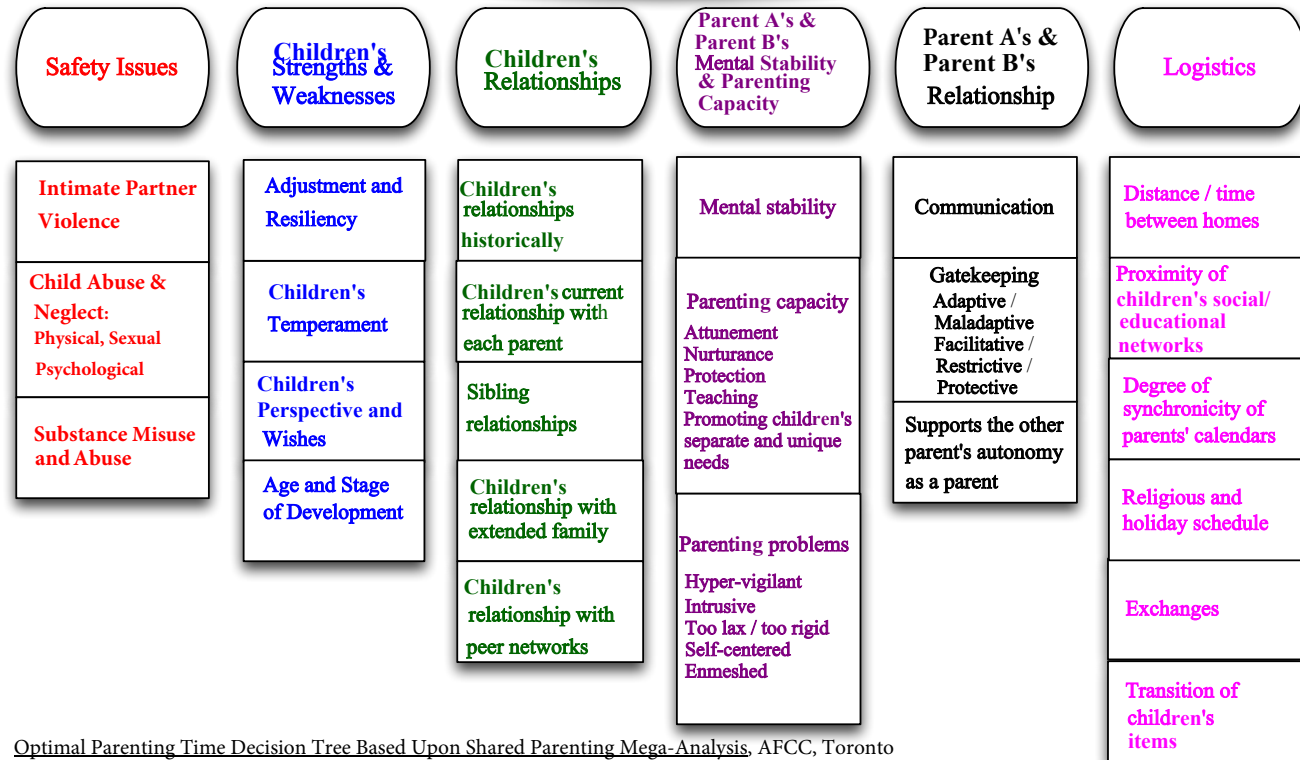 Safety Issues
Children's
Strengths &
Weaknesses
Children's
Relationships
Parent A's &
Parent B's
Mental Stability
& Parenting
Capacity
Parent A's &
Parent B's
Relationship
Logistics
Intimate Partner
Violence
Child Abuse &
Neglect:
Physical, Sexual
Psychological
Substance Misuse
and Abuse
Adjustment and
Resiliency
Children's
Temperament
Children's
Perspective and
Wishes
Age and Stage
of Development
Children's
relationships
historically
Children's current
relationship with
each parent
Sibling
relationships
Children's
relationship with
extended family
Children's
relationship with
peer networks
Mental stability
Parenting capacity
Attunement
Nurturance
Protection
Teaching
Promoting children's
separate and unique
needs
Parenting problems
Hyper-vigilant
Intrusive
Too lax / too rigid
Self-centered
Enmeshed
Communication
Gatekeeping
Adaptive /
Maladaptive
Facilitative /
Restrictive /
Protective
Supports the other
parent's autonomy
as a parent
Distance / time
between homes
Proximity of
children's social/
educational
networks
Degree of
synchronicity of
parents' calendars
Religious and
holiday schedule
Exchanges
Transition of
children's
items
Optimal Parenting Time Decision Tree Based Upon Shared Parenting Mega-Analysis, AFCC, Toronto